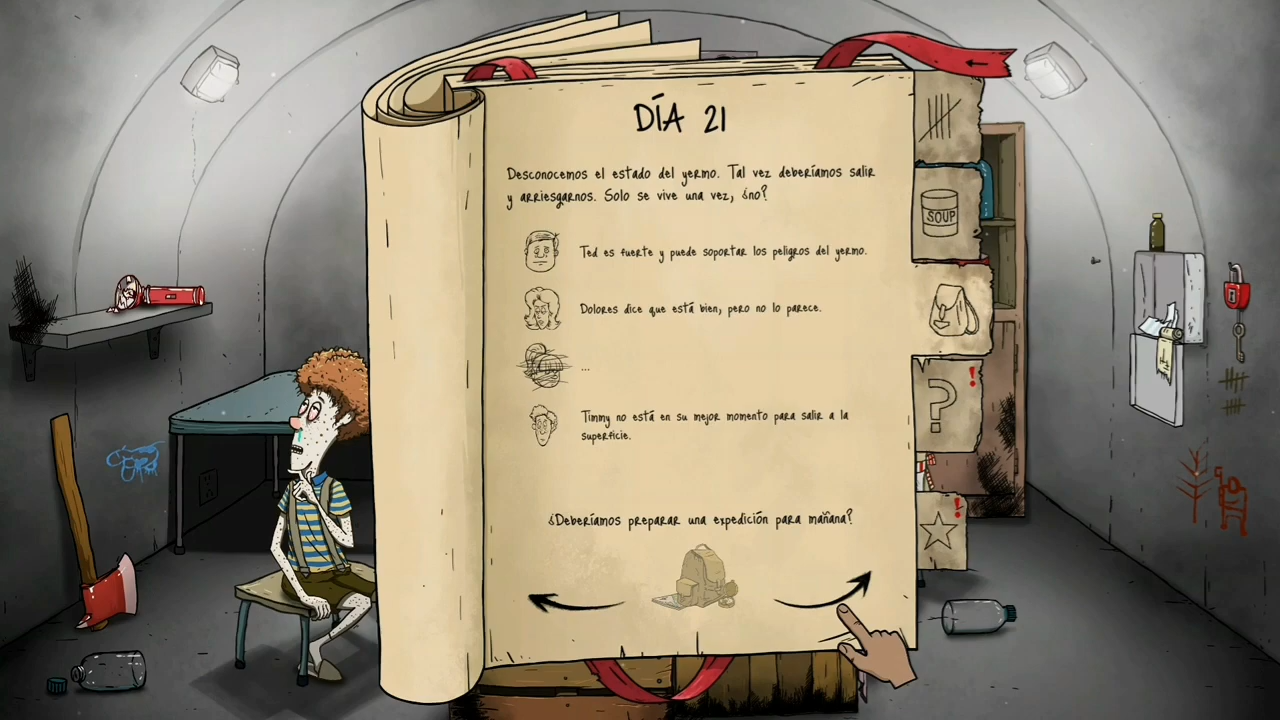 DÍA 21
Desconocemos el estado del yermo. Tal vez deberíamos salir
y arriesgarnos. Solo se vive una vez, ¿no?
Ted es fuerte y puede soportar los peligros del yermo.
Dolores dice que está bien, pero no lo parece.
...
Timmy no está en su mejor momento para salir a la
superficie.
¿Deberíamos preparar una expedición para mañana?
SOUP
?
!
!